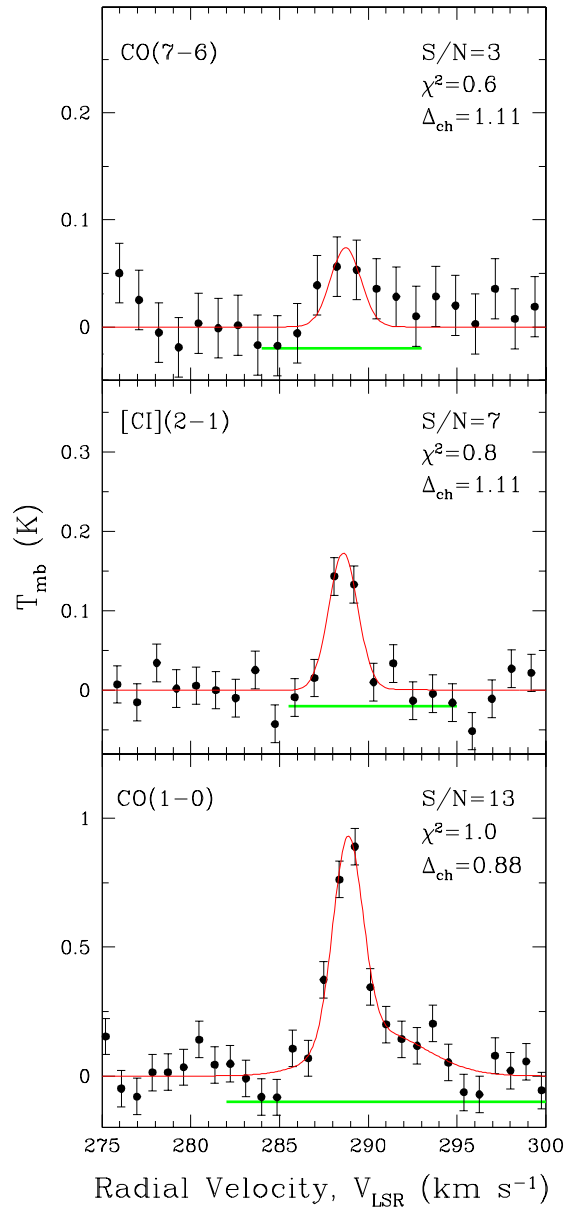 CO(7−6) S/N=3
χ²=0.6
Δch=1.11
0.2
0.1
0
[CI](2−1) S/N=7
χ²=0.8
Δch=1.11
0.3
0.2
0.1
0
Tmb (K)
CO(1−0) S/N=13
χ²=1.0
Δch=0.88
1
0.5
0
275 280 285 290 295 300
Radial Velocity, VLSR (km s⁻¹)